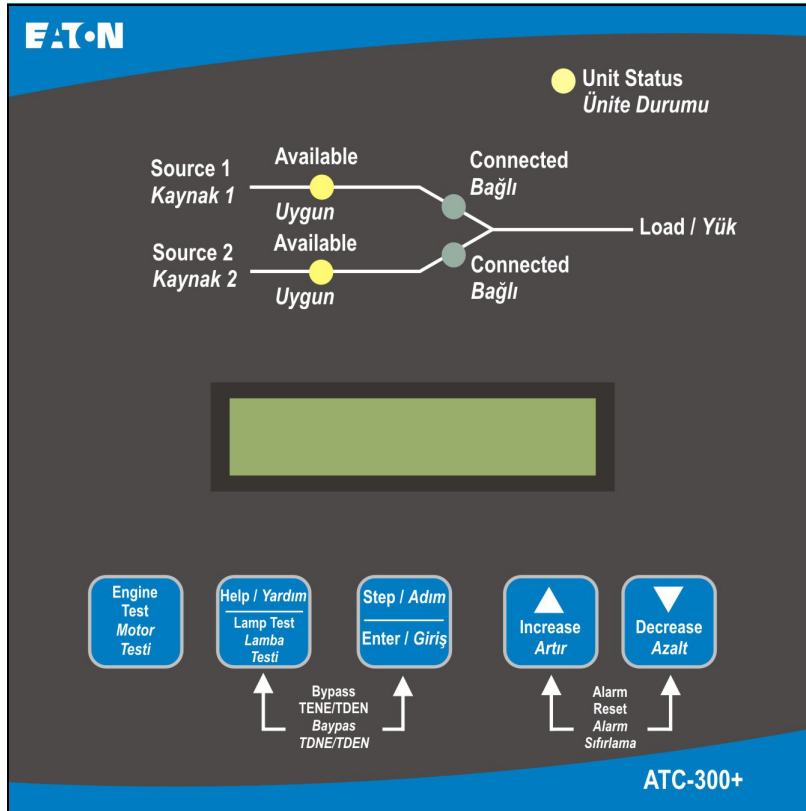 EATON
Unit Status
Ünite Durumu
Source 1
Kaynak 1
Available
Uygun
Connected
Bağlı
Source 2
Kaynak 2
Available
Uygun
Connected
Bağlı
Load / Yük
Engine
Test
Motor
Testi
Help / Yardım
Lamp Test
Lamba
Testi
Step / Adım
Enter / Giriş
Increase
Artır
Decrease
Azalt
Bypass
TENE/TDEN
Baypas
TDNE/TDEN
Alarm
Reset
Alarm
Sıfırlama
ATC-300+